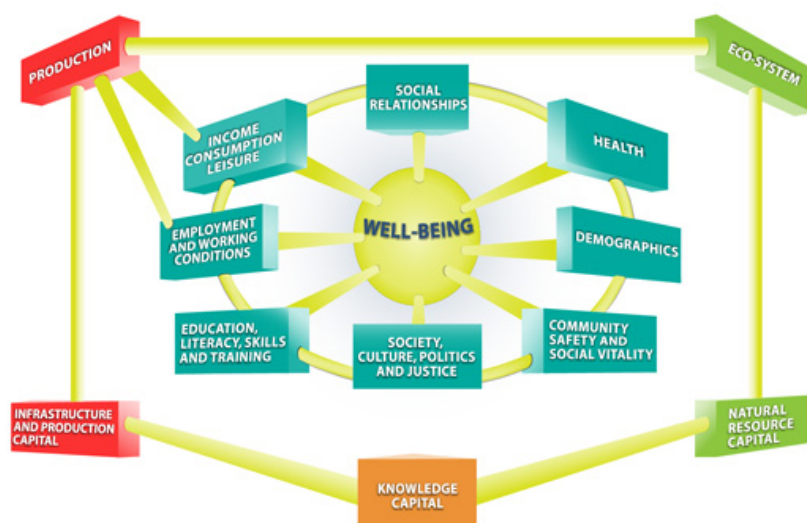 PRODUCTION
ECO-SYSTEM
SOCIAL
RELATIONSHIPS
INCOME
CONSUMPTION
LEISURE
HEALTH
WELL-BEING
EMPLOYMENT
AND WORKING
CONDITIONS
DEMOGRAPHICS
EDUCATION,
LITERACY, SKILLS
AND TRAINING
SOCIETY,
CULTURE, POLITICS
AND JUSTICE
COMMUNITY
SAFETY AND
SOCIAL VITALITY
INFRASTRUCTURE
AND PRODUCTION
CAPITAL
KNOWLEDGE
CAPITAL
NATURAL
RESOURCE
CAPITAL